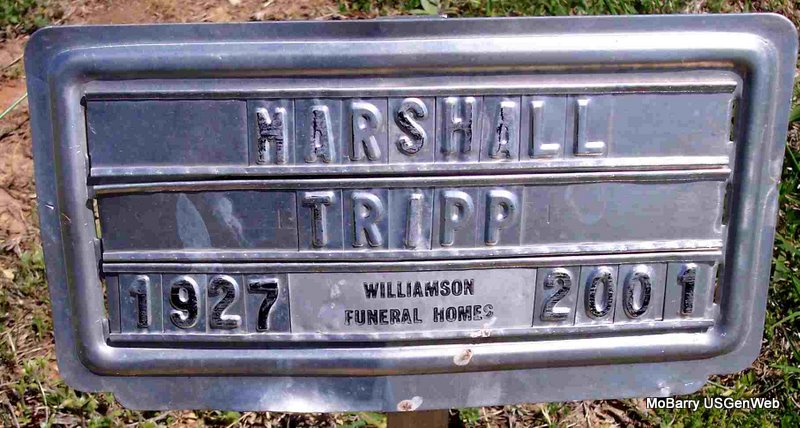 MARSHALL
TRIPP
1927 WILLIAMSON FUNERAL HOMES 2001
MoBarry USGenWeb